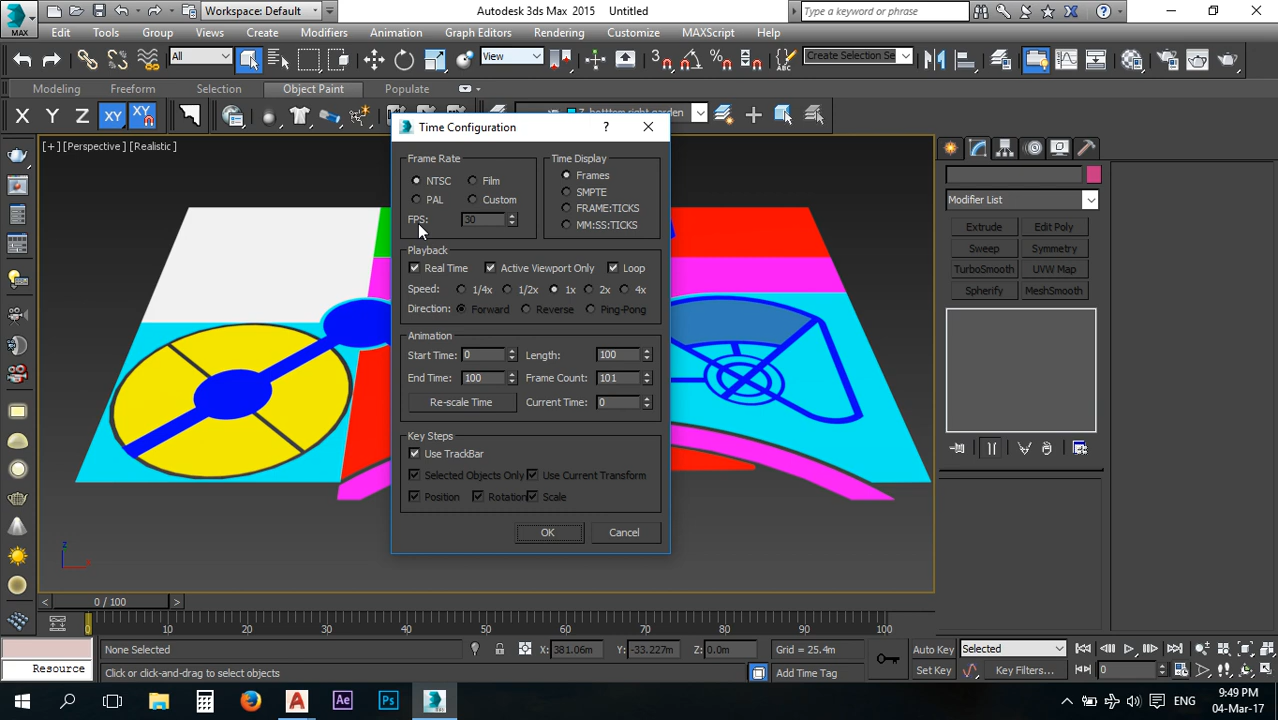 Workspace: Default
Autodesk 3ds Max 2015 Untitled
Type a keyword or phrase
MAX
Edit Tools Group Views Create Modifiers Animation Graph Editors Rendering Customize MAXScript Help
All
View
Create Selection Se
Modeling Freeform Selection Object Paint Populate
X Y Z XY XY
[+] [Perspective] [Realistic]
Time Configuration
Frame Rate
NTSC Film
PAL Custom
FPS: 30
Time Display
Frames
SMPTE
FRAME:TICKS
MM:SS:TICKS
Playback
Real Time Active Viewport Only Loop
Speed: 1/4x 1/2x 1x 2x 4x
Direction: Forward Reverse Ping-Pong
Animation
Start Time: 0 Length: 100
End Time: 100 Frame Count: 101
Re-scale Time Current Time: 0
Key Steps
Use TrackBar
Selected Objects Only Use Current Transform
Position Rotation Scale
OK Cancel
Modifier List
Extrude Edit Poly
Sweep Symmetry
TurboSmooth UVW Map
Spherify MeshSmooth
z
< 0 / 100 >
0 10 20 30 40 50 60 70 80 90 100
None Selected X: 381.06m Y: -33.227m Z: 0.0m Grid = 25.4m Auto Key Selected
Resource Click or click-and-drag to select objects Add Time Tag Set Key Key Filters... 0
Ae Ps ENG
9:49 PM
04-Mar-17